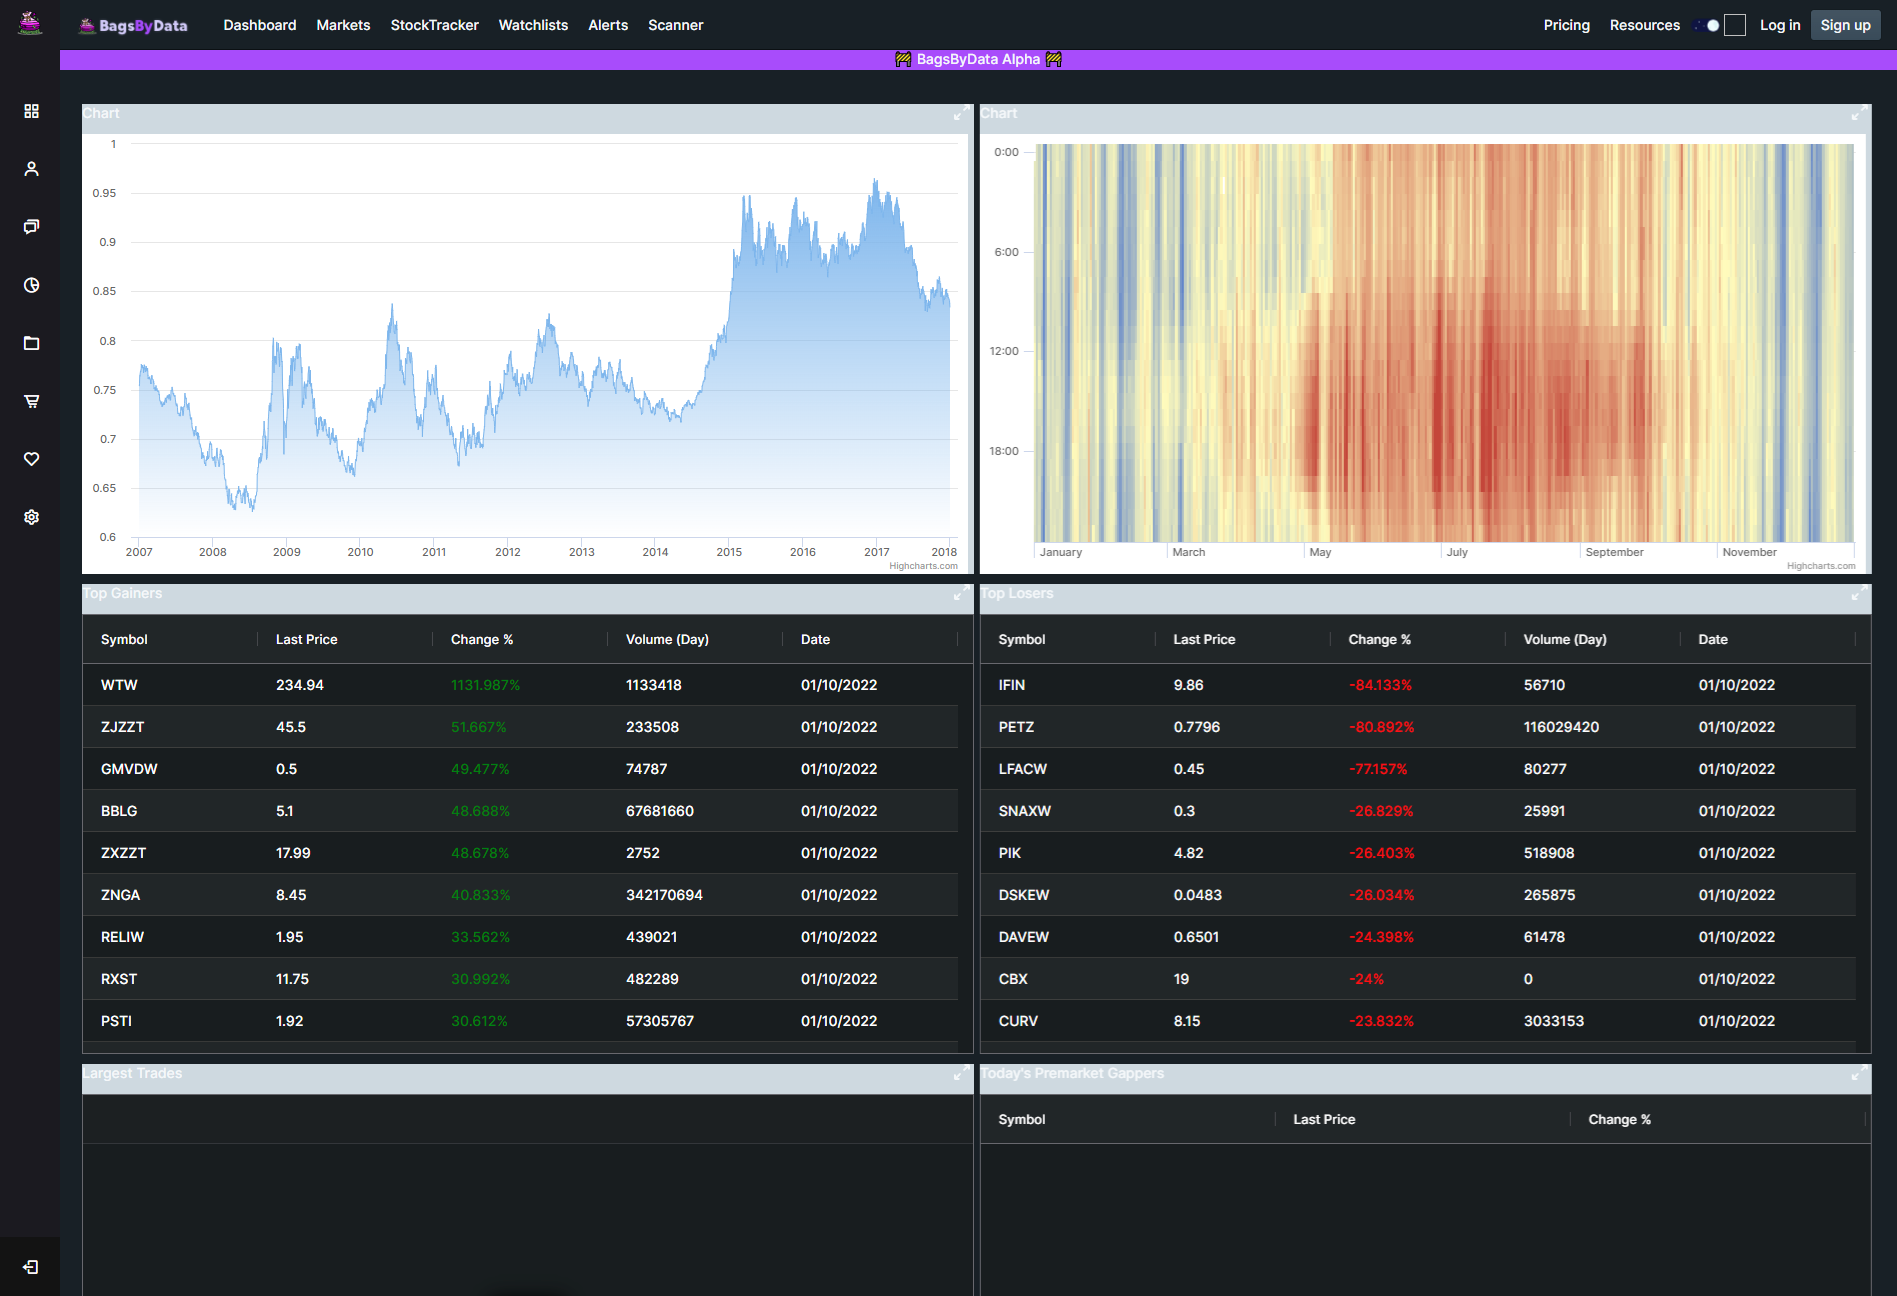 BagsByData Dashboard Markets StockTracker Watchlists Alerts Scanner Pricing Resources Log in Sign up
🚧 BagsByData Alpha 🚧
Chart
1
0.95
0.9
0.85
0.8
0.75
0.7
0.65
0.6
2007 2008 2009 2010 2011 2012 2013 2014 2015 2016 2017 2018
Highcharts.com
Chart
0:00
6:00
12:00
18:00
January March May July September November
Highcharts.com
Top Gainers
Symbol Last Price Change % Volume (Day) Date
WTW 234.94 1131.987% 1133418 01/10/2022
ZJZZT 45.5 51.667% 233508 01/10/2022
GMVDW 0.5 49.477% 74787 01/10/2022
BBLG 5.1 48.688% 67681660 01/10/2022
ZXZZT 17.99 48.678% 2752 01/10/2022
ZNGA 8.45 40.833% 342170694 01/10/2022
RELIW 1.95 33.562% 439021 01/10/2022
RXST 11.75 30.992% 482289 01/10/2022
PSTI 1.92 30.612% 57305767 01/10/2022
Top Losers
Symbol Last Price Change % Volume (Day) Date
IFIN 9.86 -84.133% 56710 01/10/2022
PETZ 0.7796 -80.892% 116029420 01/10/2022
LFACW 0.45 -77.157% 80277 01/10/2022
SNAXW 0.3 -26.829% 25991 01/10/2022
PIK 4.82 -26.403% 518908 01/10/2022
DSKEW 0.0483 -26.034% 265875 01/10/2022
DAVEW 0.6501 -24.398% 61478 01/10/2022
CBX 19 -24% 0 01/10/2022
CURV 8.15 -23.832% 3033153 01/10/2022
Largest Trades
Today's Premarket Gappers
Symbol Last Price Change %